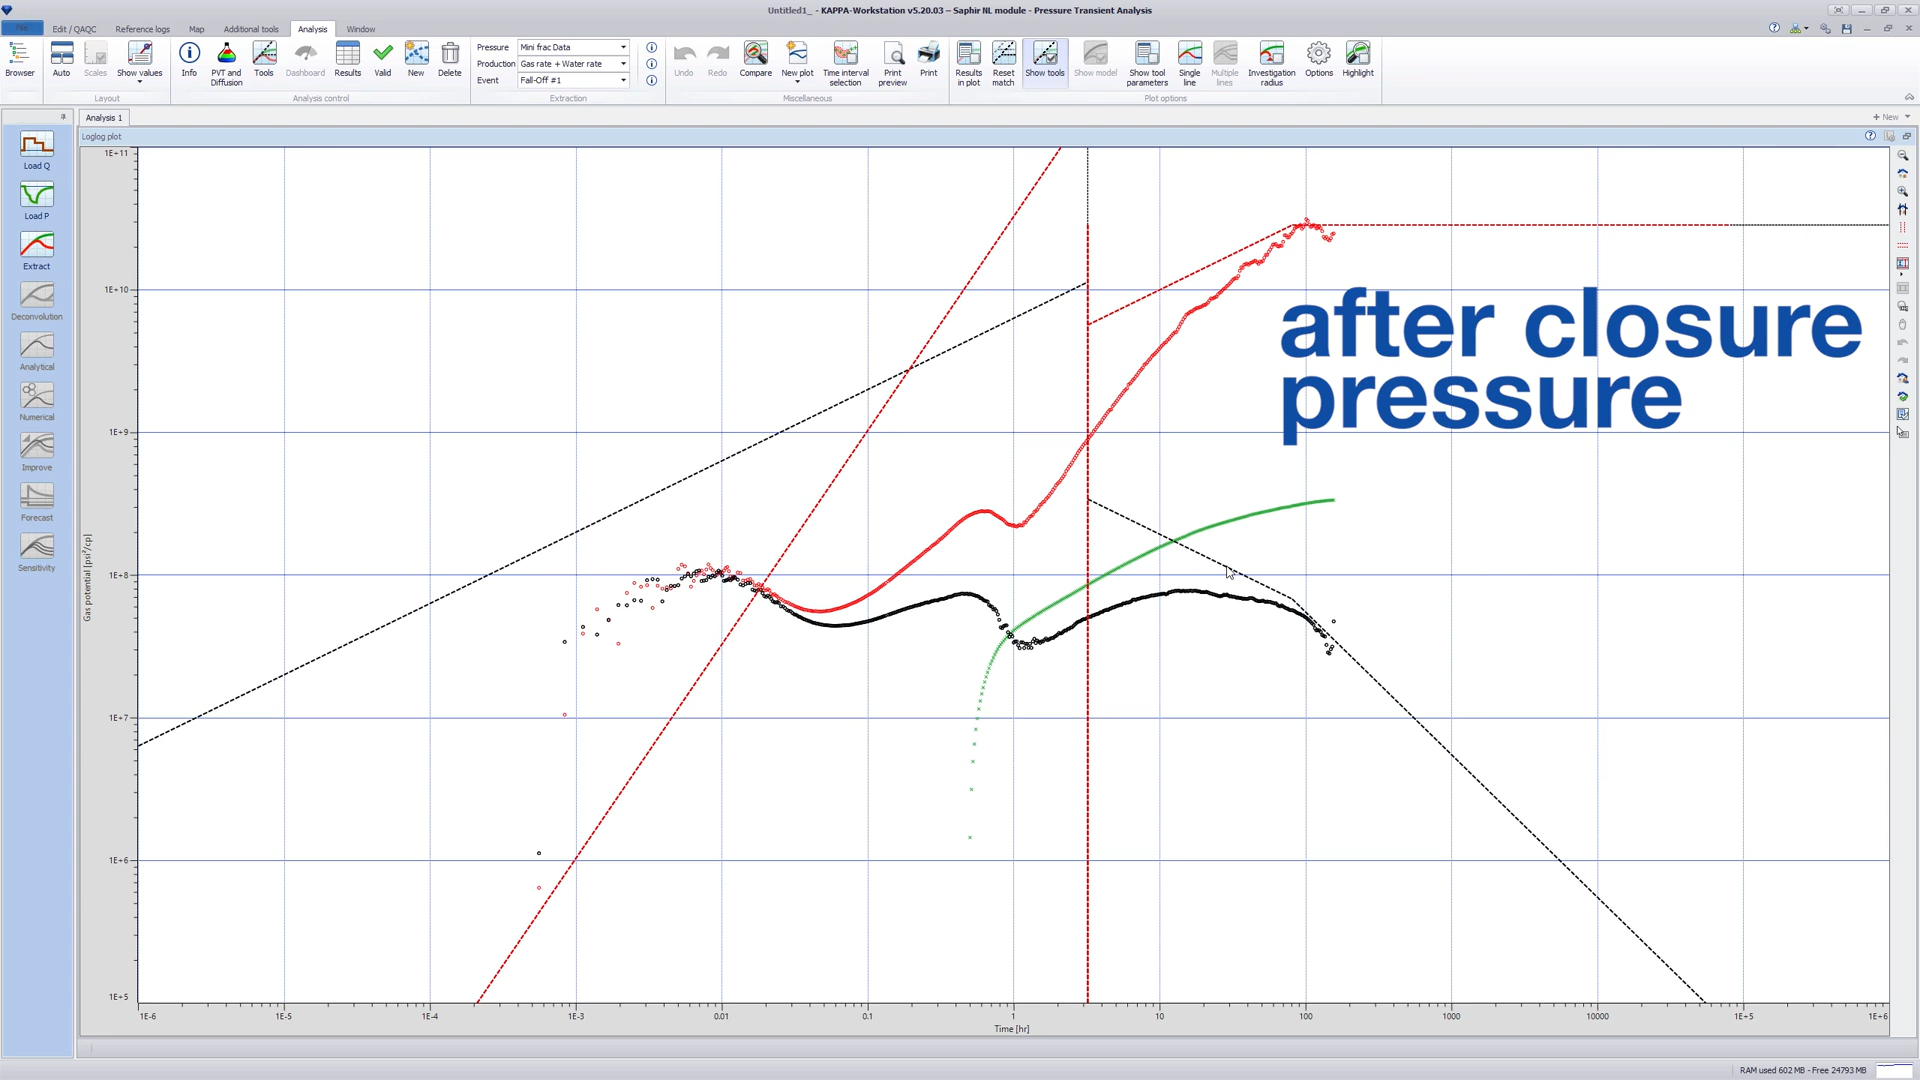 Untitled1_ - KAPPA-Workstation v5.20.03 – Saphir NL module - Pressure Transient Analysis
File Edit / QAQC Reference logs Map Additional tools Analysis Window
Browser
Auto Scales Show values
Layout
Info PVT and Diffusion Tools Dashboard Results Valid New Delete
Analysis control
Pressure Mini frac Data
Production Gas rate + Water rate
Event Fall-Off #1
Extraction
Undo Redo Compare New plot Time interval selection Print preview Print
Miscellaneous
Results in plot Reset match Show tools Show model Show tool parameters Single line Multiple lines Investigation radius Options Highlight
Plot options
Analysis 1
+ New
Loglog plot
Load Q
Load P
Extract
Deconvolution
Analytical
Numerical
Improve
Forecast
Sensitivity
1E+11
1E+10
1E+9
1E+8
1E+7
1E+6
1E+5
Gas potential [psi²/cp]
after closure
pressure
1E-6 1E-5 1E-4 1E-3 0.01 0.1 1 10 100 1000 10000 1E+5 1E+6
Time [hr]
RAM used 602 MB - Free 24793 MB